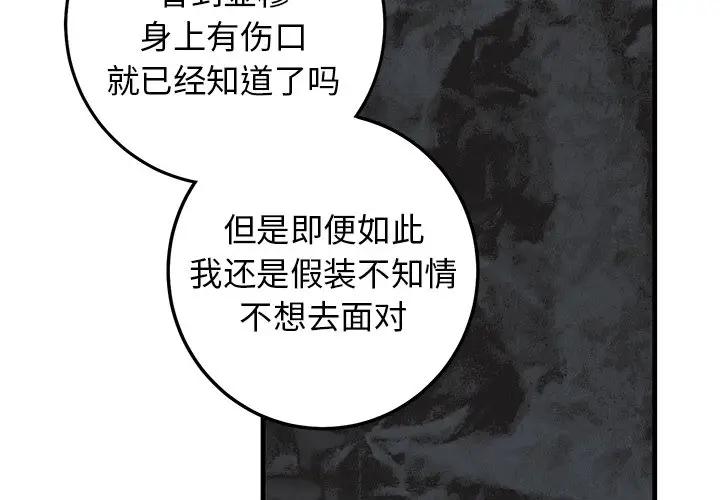 身上有伤口
就已经知道了吗
但是即便如此
我还是假装不知情
不想去面对